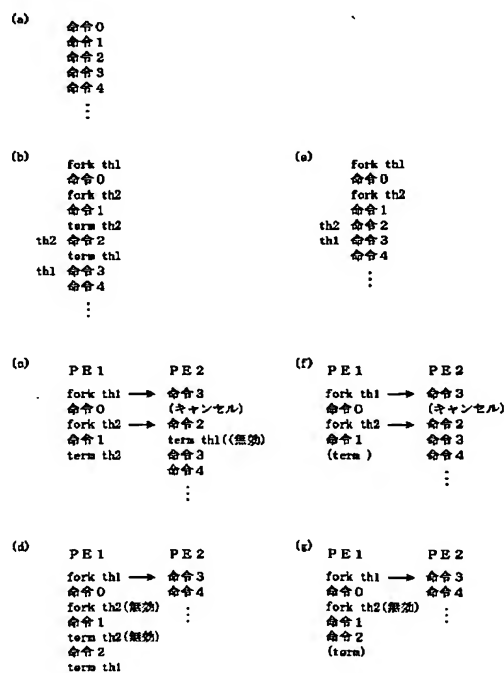 (a)
命令0
命令1
命令2
命令3
命令4
⋮
(b)
fork th1
命令0
fork th2
命令1
term th2
th2 命令2
term th1
th1 命令3
命令4
⋮
(e)
fork th1
命令0
fork th2
命令1
th2 命令2
th1 命令3
命令4
⋮
(c)
PE1 PE2
fork th1 → 命令3
命令0 (キャンセル)
fork th2 → 命令2
命令1 term th1((無効)
term th2 命令3
命令4
⋮
(f)
PE1 PE2
fork th1 → 命令3
命令0 (キャンセル)
fork th2 → 命令2
命令1 命令3
(term ) 命令4
⋮
(d)
PE1 PE2
fork th1 → 命令3
命令0 命令4
fork th2(無効) ⋮
命令1
term th2(無効)
命令2
term th1
(g)
PE1 PE2
fork th1 → 命令3
命令0 命令4
fork th2(無効) ⋮
命令1
命令2
(term)